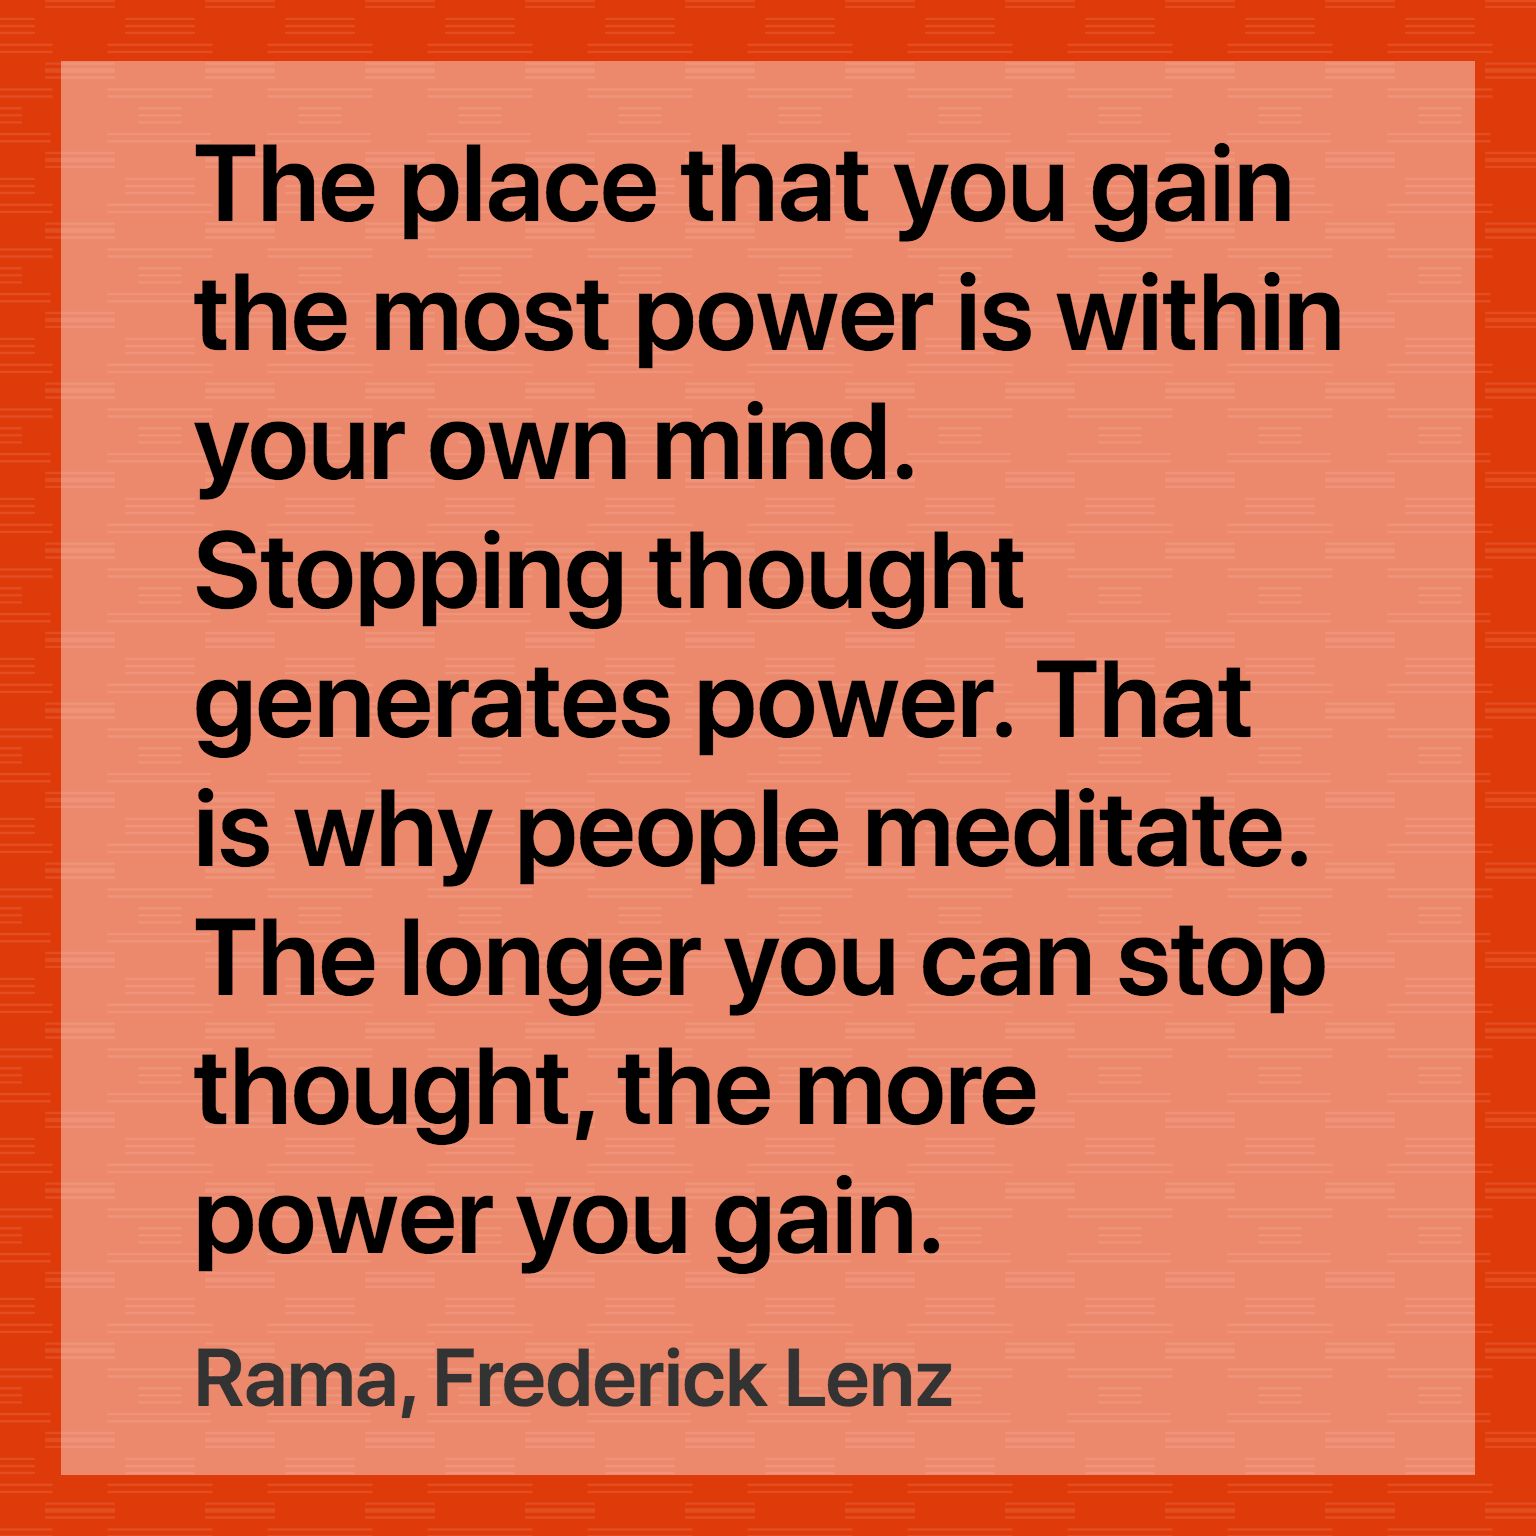 The place that you gain
the most power is within
your own mind.
Stopping thought
generates power. That
is why people meditate.
The longer you can stop
thought, the more
power you gain.
Rama, Frederick Lenz